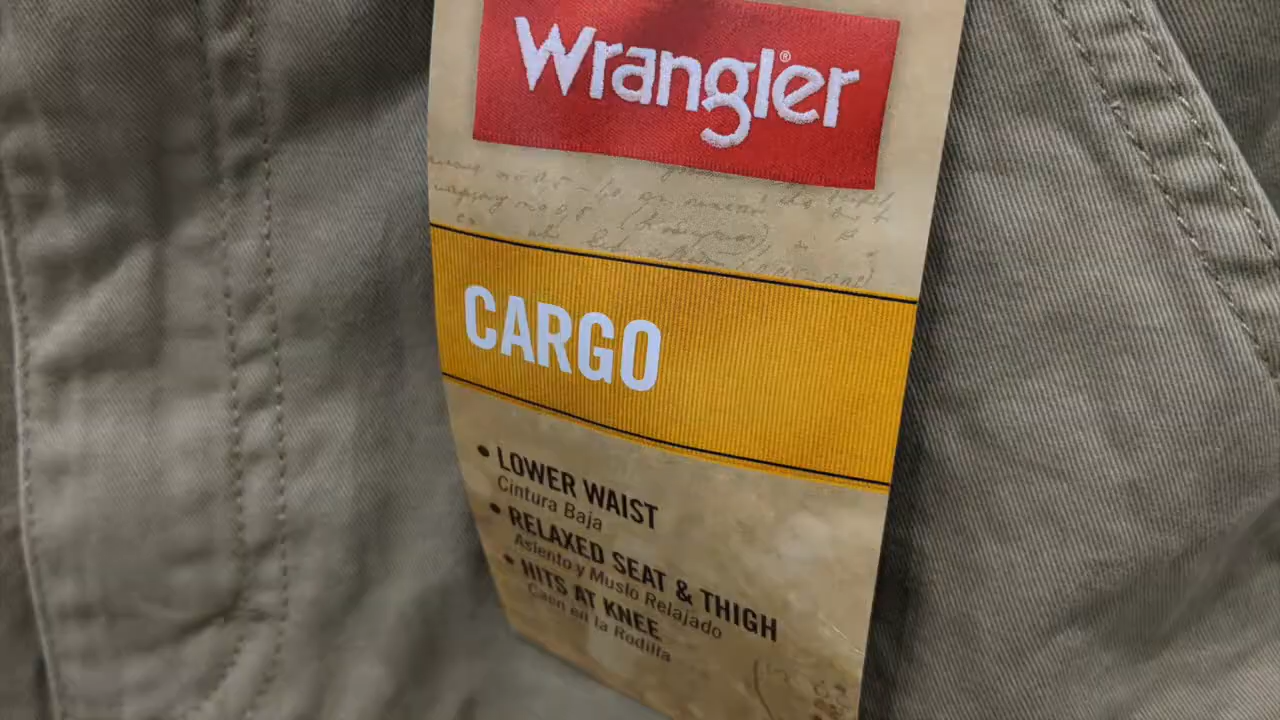 Wrangler®
CARGO
• LOWER WAIST
Cintura Baja
• RELAXED SEAT & THIGH
Asiento y Muslo Relajado
• HITS AT KNEE
Caen en la Rodilla